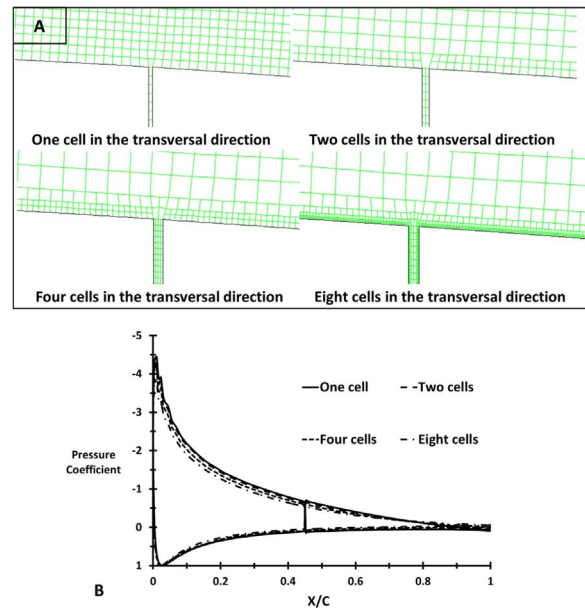 A
One cell in the transversal direction
Two cells in the transversal direction
Four cells in the transversal direction
Eight cells in the transversal direction
-5
-4
-3
-2
-1
0
1
Pressure
Coefficient
One cell
Two cells
Four cells
Eight cells
0
0.2
0.4
0.6
0.8
1
X/C
B